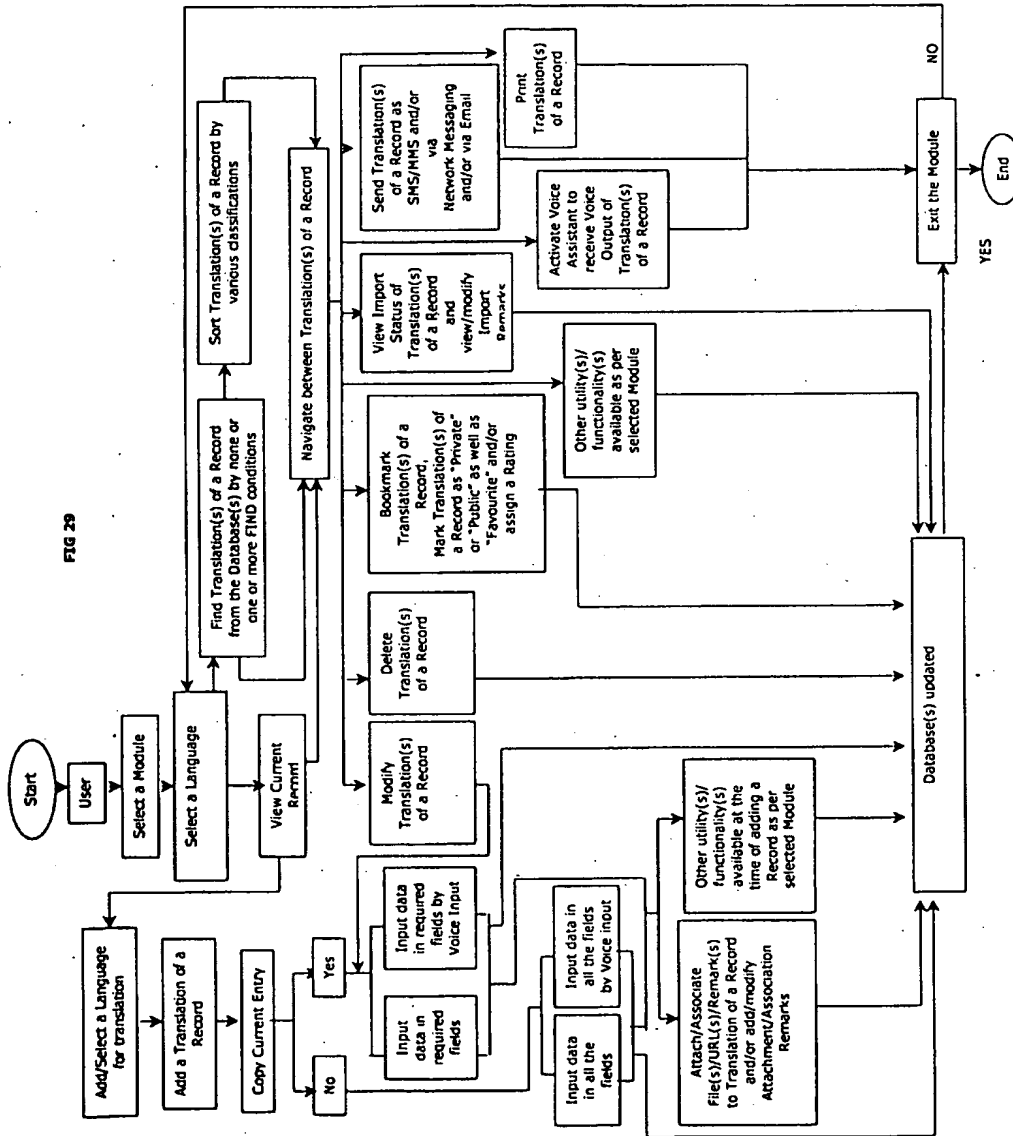 FIG 29
Start
User
Select a Module
Select a Language
View Current
Record
Find Translation(s) of a Record
from the Database(s) by none or
one or more FIND conditions
Sort Translation(s) of a Record by
various classifications
Navigate between Translation(s) of a Record
Add/Select a Language
for translation
Add a Translation of a
Record
Copy Current Entry
No
Yes
Input
data in
required
fields
Input data
in required
fields by
Voice Input
Input data
in all the
fields
Input data in
all the fields
by Voice input
Modify
Translation(s)
of a Record
Delete
Translation(s)
of a Record
Bookmark
Translation(s) of a
Record,
Mark Translation(s) of
a Record as "Private"
or "Public" as well as
"Favourite" and/or
assign a Rating
View Import
Status of
Translation(s)
of a Record
and
view/modify
Import
Remarks
Send Translation(s)
of a Record as
SMS/MMS and/or
via
Network Messaging
and/or via Email
Print
Translation(s)
of a Record
Activate Voice
Assistant to
receive Voice
Output of
Translation(s)
of a Record
Other utility(s)/
functionality(s)
available as per
selected Module
Attach/Associate
File(s)/URL(s)/Remark(s)
to Translation of a Record
and/or add/modify
Attachment/Association
Remarks
Other utility(s)/
functionality(s)
available at the
time of adding a
Record as per
selected Module
Database(s) updated
Exit the Module
NO
YES
End